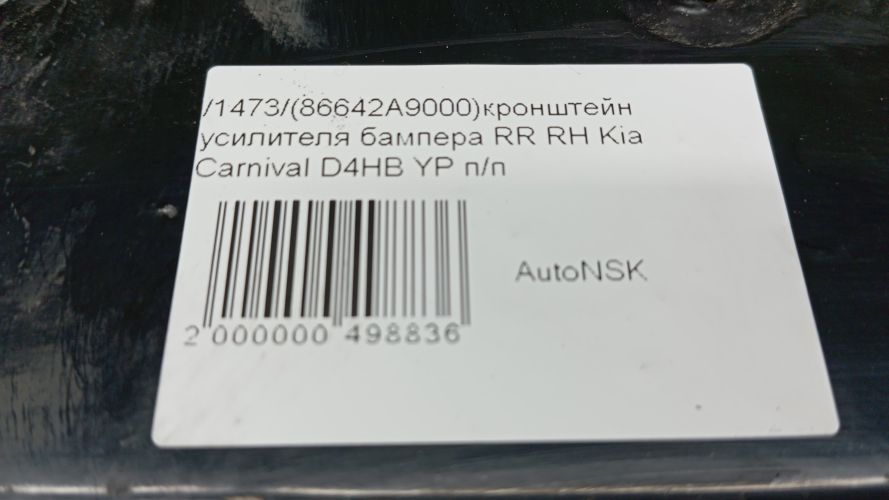 /1473/(86642A9000)кронштейн
усилителя бампера RR RH Kia
Carnival D4HB YP п/п
AutoNSK
2 000000 498836